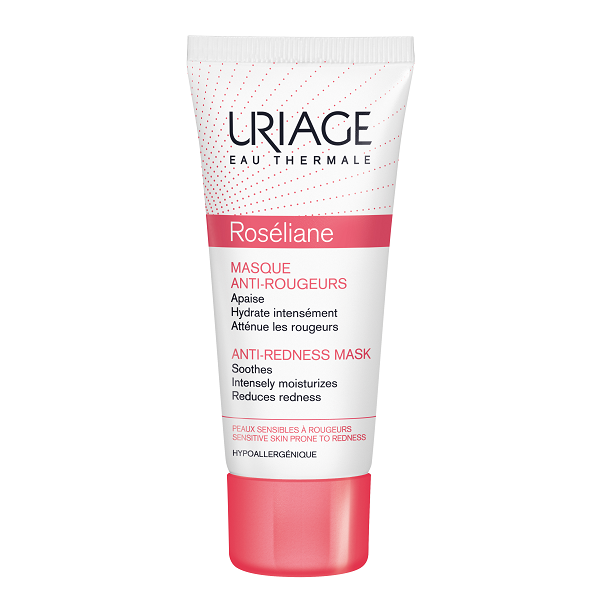 URIAGE
EAU THERMALE
Roséliane
MASQUE
ANTI-ROUGEURS
Apaise
Hydrate intensément
Atténue les rougeurs
ANTI-REDNESS MASK
Soothes
Intensely moisturizes
Reduces redness
PEAUX SENSIBLES À ROUGEURS
SENSITIVE SKIN PRONE TO REDNESS
HYPOALLERGÉNIQUE